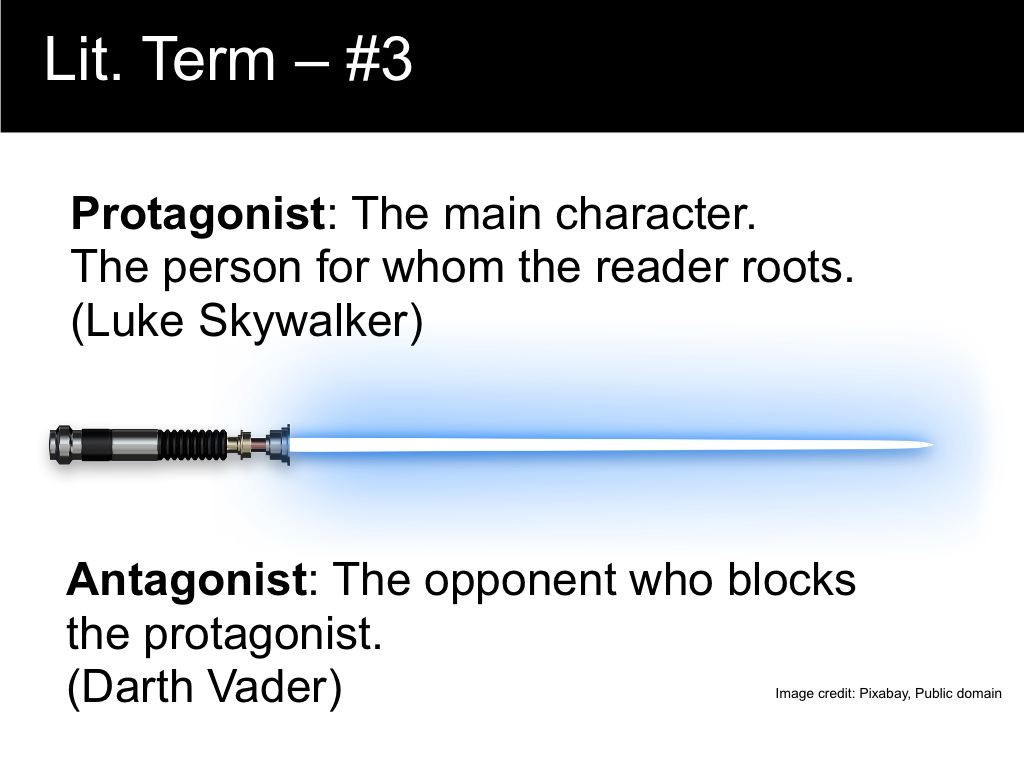 Lit. Term – #3
Protagonist: The main character.
The person for whom the reader roots.
(Luke Skywalker)
Antagonist: The opponent who blocks
the protagonist.
(Darth Vader)
Image credit: Pixabay, Public domain